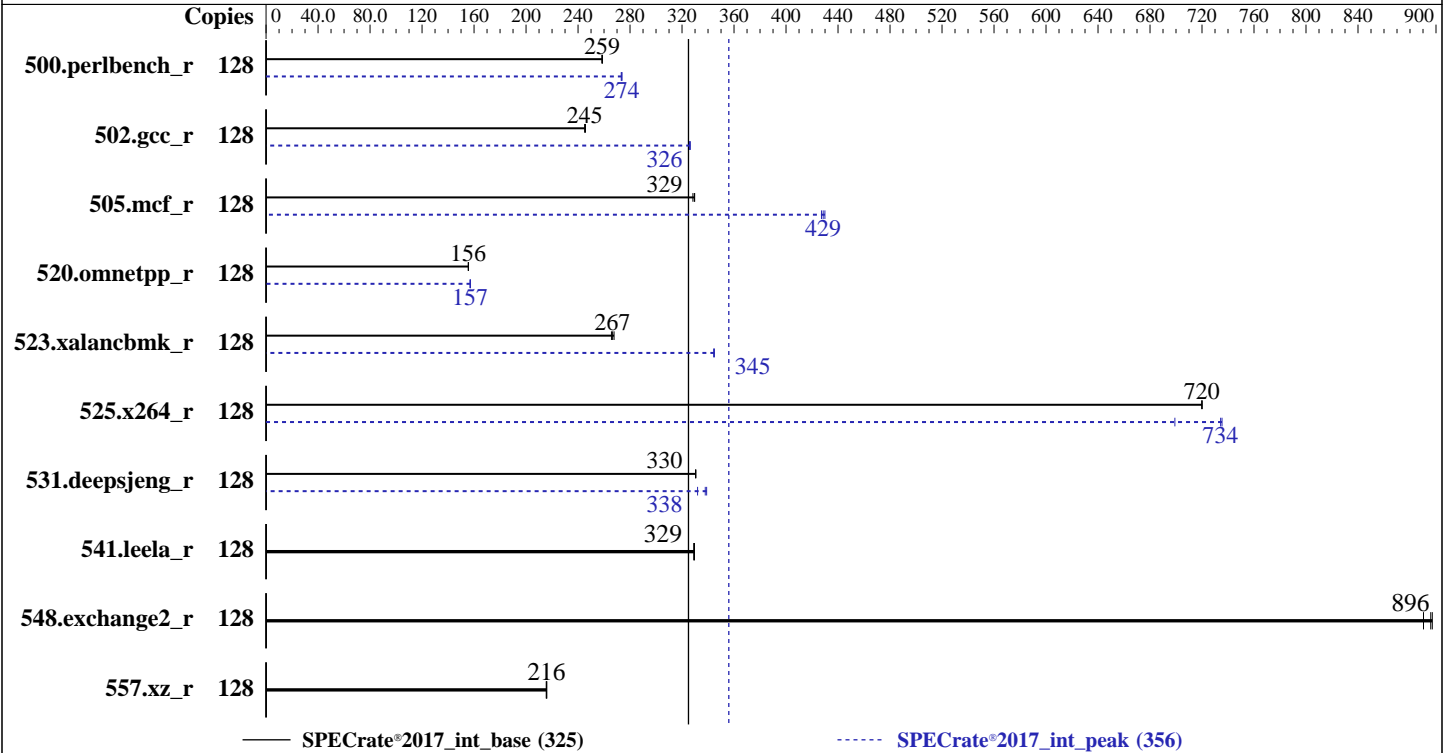 Copies 0 40.0 80.0 120 160 200 240 280 320 360 400 440 480 520 560 600 640 680 720 760 800 840 900
500.perlbench_r 128 259
274
502.gcc_r 128 245
326
505.mcf_r 128 329
429
520.omnetpp_r 128 156
157
523.xalancbmk_r 128 267
345
525.x264_r 128 720
734
531.deepsjeng_r 128 330
338
541.leela_r 128 329
548.exchange2_r 128 896
557.xz_r 128 216
SPECrate®2017_int_base (325) SPECrate®2017_int_peak (356)